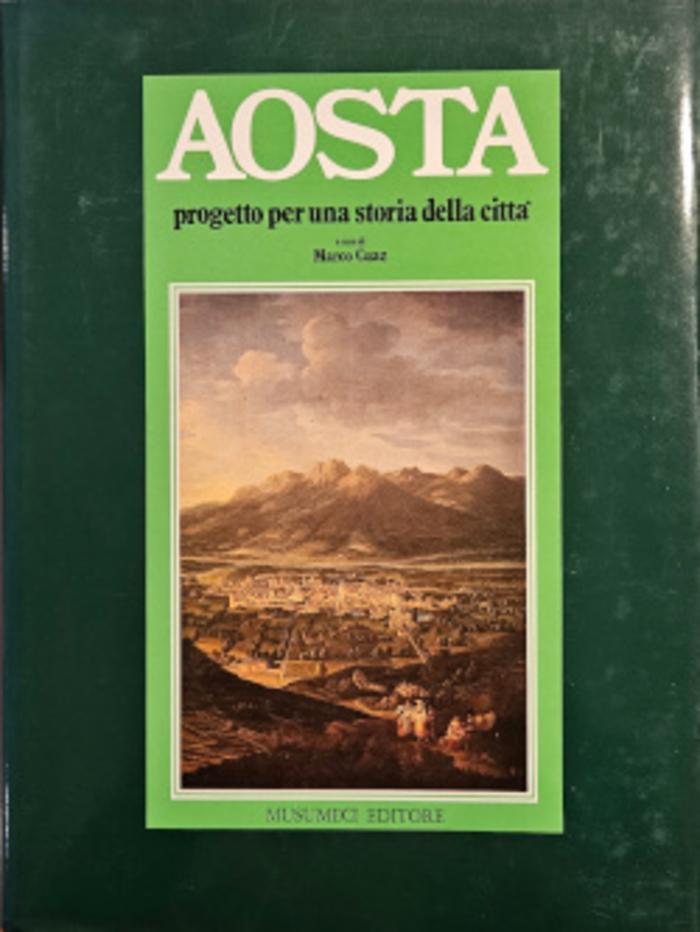 AOSTA
progetto per una storia della città
a cura di
Marco Cuaz
MUSUMECI EDITORE